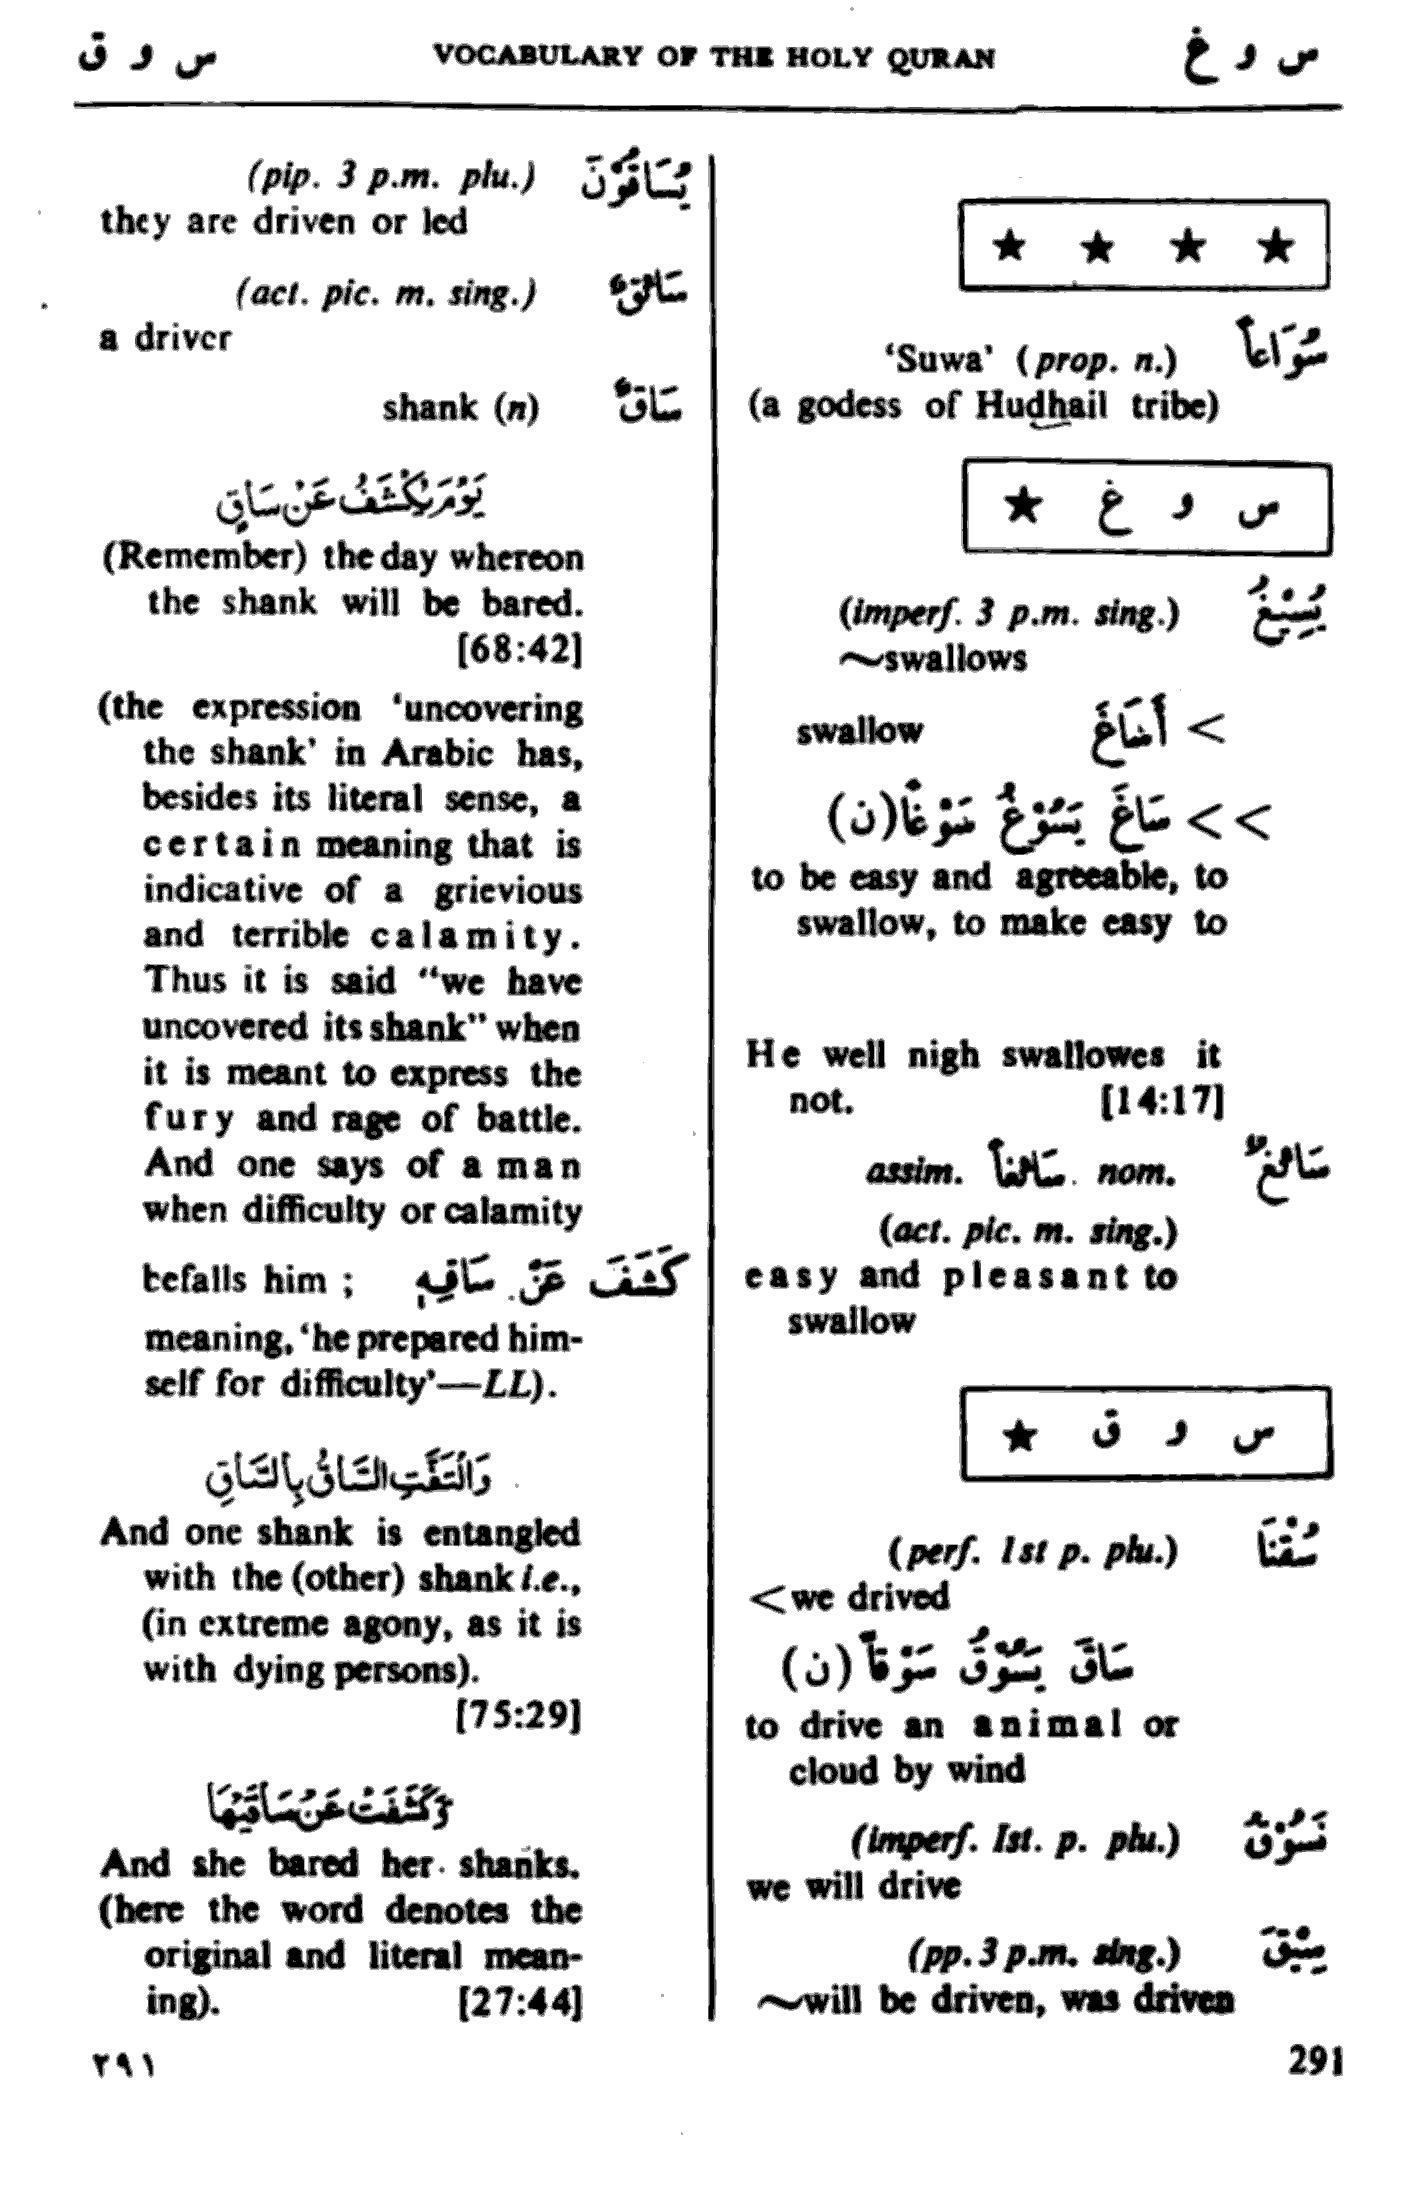 س و غ VOCABULARY OF THE HOLY QURAN س و ق
★ ★ ★ ★
سُوَاعاً 'Suwa' (prop. n.)
(a godess of Hudhail tribe)
س و غ ★
يُسِيْغُ (imperf. 3 p.m. sing.)
~swallows
< أَسَاغَ swallow
>> سَاغَ يَسُوْغُ سَوْغًا (ن)
to be easy and agreeable, to
swallow, to make easy to
He well nigh swallowes it
not. [14:17]
سَائِغٌ nom. سَائِغاً assim.
(act. pic. m. sing.)
easy and pleasant to
swallow
س و ق ★
سُقْنَا (perf. 1st p. plu.)
<we drived
سَاقَ يَسُوْقُ سَوْقاً (ن)
to drive an animal or
cloud by wind
نَسُوْقُ (imperf. Ist. p. plu.)
we will drive
سِيْقَ (pp. 3 p.m. sing.)
~will be driven, was driven
يُسَاقُوْنَ (pip. 3 p.m. plu.)
they are driven or led
سَائِقٌ (act. pic. m. sing.)
a driver
سَاقٌ shank (n)
يَوْمَ يُكْشَفُ عَنْ سَاقٍ
(Remember) the day whereon
the shank will be bared.
[68:42]
(the expression 'uncovering
the shank' in Arabic has,
besides its literal sense, a
certain meaning that is
indicative of a grievious
and terrible calamity.
Thus it is said "we have
uncovered its shank" when
it is meant to express the
fury and rage of battle.
And one says of a man
when difficulty or calamity
befalls him ; كَشَفَ عَنْ سَاقِهٖ
meaning, 'he prepared him-
self for difficulty'—LL).
وَالْتَفَّتِ السَّاقُ بِالسَّاقِ
And one shank is entangled
with the (other) shank i.e.,
(in extreme agony, as it is
with dying persons).
[75:29]
وَّكَشَفَتْ عَنْ سَاقَيْهَا
And she bared her shanks.
(here the word denotes the
original and literal mean-
ing). [27:44]
٢٩١ 291